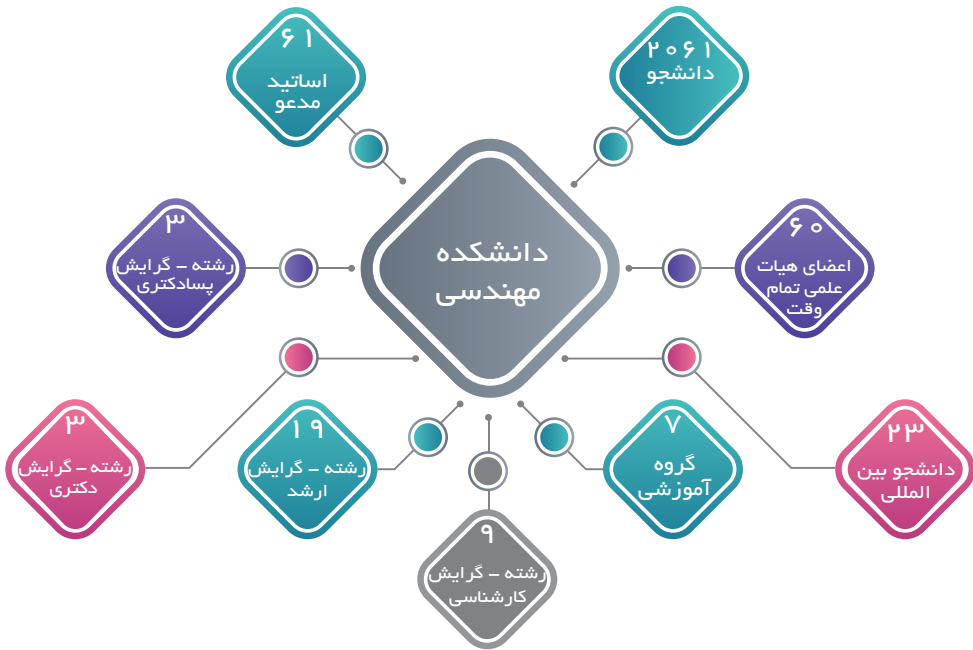 دانشکده
مهندسی
۲۰۶۱
دانشجو
۶۱
اساتید
مدعو
۶۰
اعضای هیات
علمی تمام
وقت
۳
رشته - گرایش
پسادکتری
۲۳
دانشجو بین
المللی
۷
گروه
آموزشی
۹
رشته - گرایش
کارشناسی
۱۹
رشته - گرایش
ارشد
۳
رشته - گرایش
دکتری